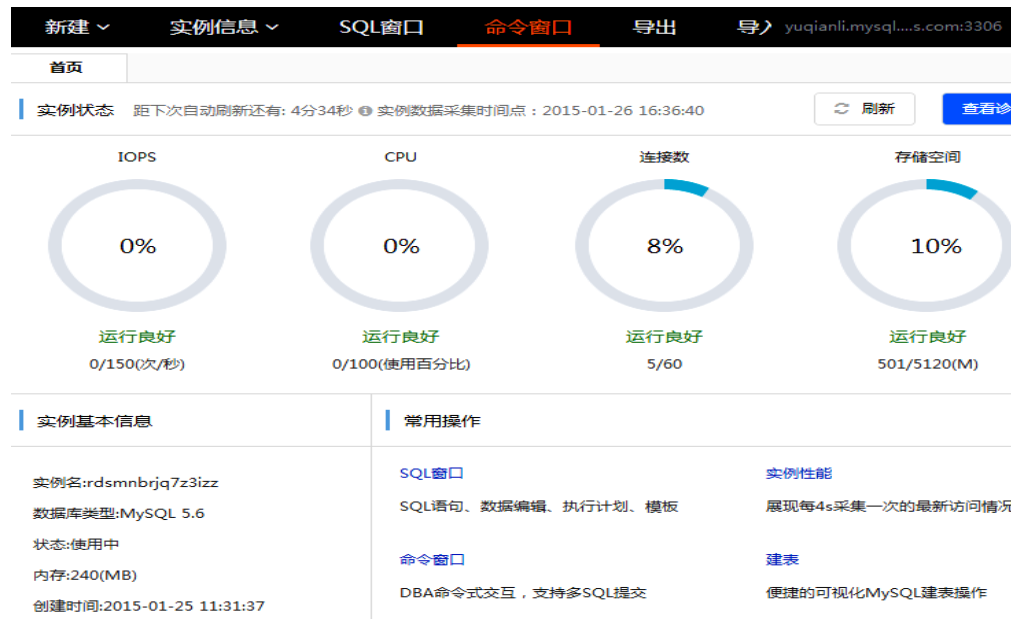 新建 实例信息 SQL窗口 命令窗口 导出 yuqianli.mysql....s.com:3306
首页
实例状态 距下次自动刷新还有: 4分34秒 实例数据采集时间点：2015-01-26 16:36:40 刷新 查看诊
IOPS CPU 连接数 存储空间
0% 0% 8% 10%
运行良好 运行良好 运行良好 运行良好
0/150(次/秒) 0/100(使用百分比) 5/60 501/5120(M)
实例基本信息 常用操作
SQL窗口 实例性能
实例名:rdsmnbrjq7z3izz
SQL语句、数据编辑、执行计划、模板 展现每4s采集一次的最新访问情况
数据库类型:MySQL 5.6
状态:使用中
命令窗口 建表
内存:240(MB)
DBA命令式交互，支持多SQL提交 便捷的可视化MySQL建表操作
创建时间:2015-01-25 11:31:37